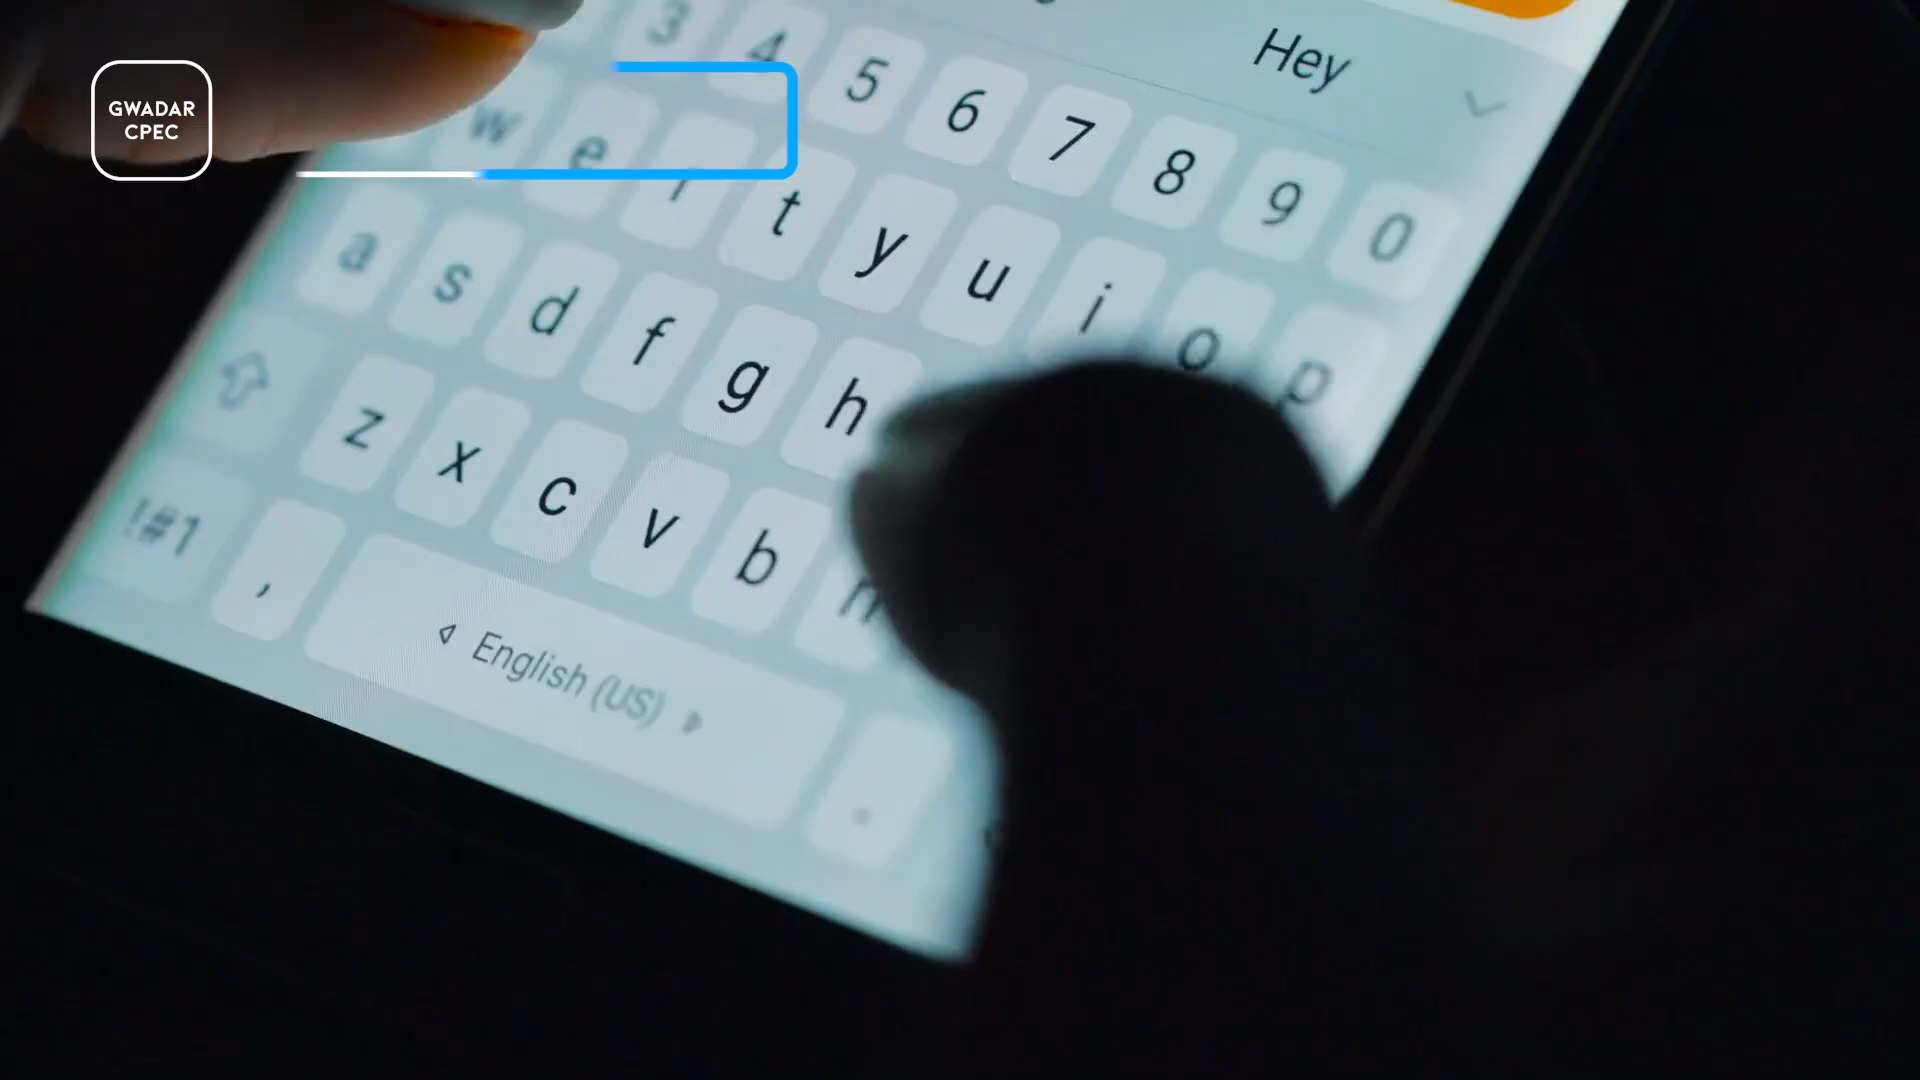 GWADAR
CPEC
Hey
3 4 5 6 7 8 9 0
w e r t y u i o p
a s d f g h
z x c v b n
!#1 , English (US) .